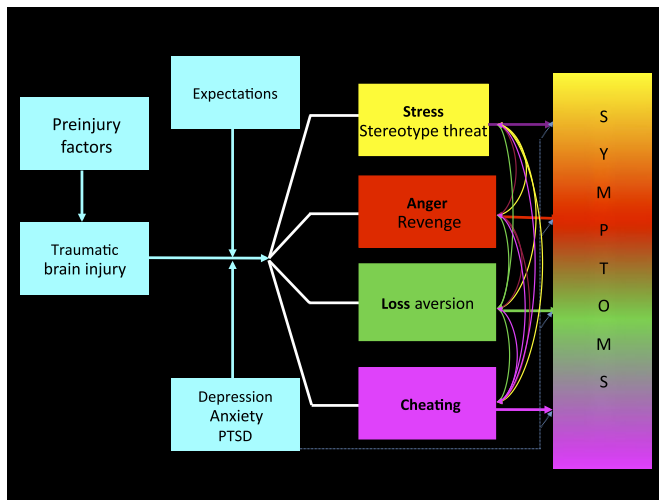 Preinjury
factors
Traumatic
brain injury
Expectations
Depression
Anxiety
PTSD
Stress
Stereotype threat
Anger
Revenge
Loss aversion
Cheating
S
Y
M
P
T
O
M
S